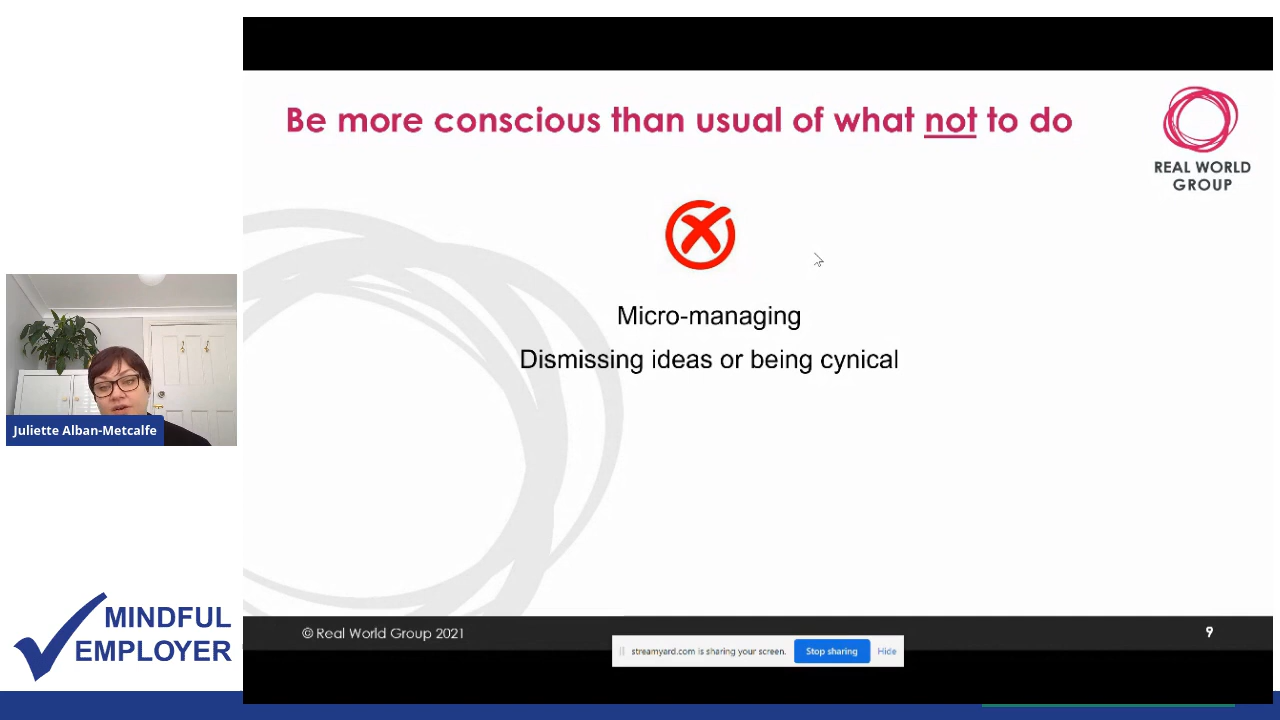 Be more conscious than usual of what not to do
REAL WORLD
GROUP
Micro-managing
Dismissing ideas or being cynical
Juliette Alban-Metcalfe
MINDFUL
EMPLOYER
© Real World Group 2021
9
streamyard.com is sharing your screen.
Stop sharing
Hide